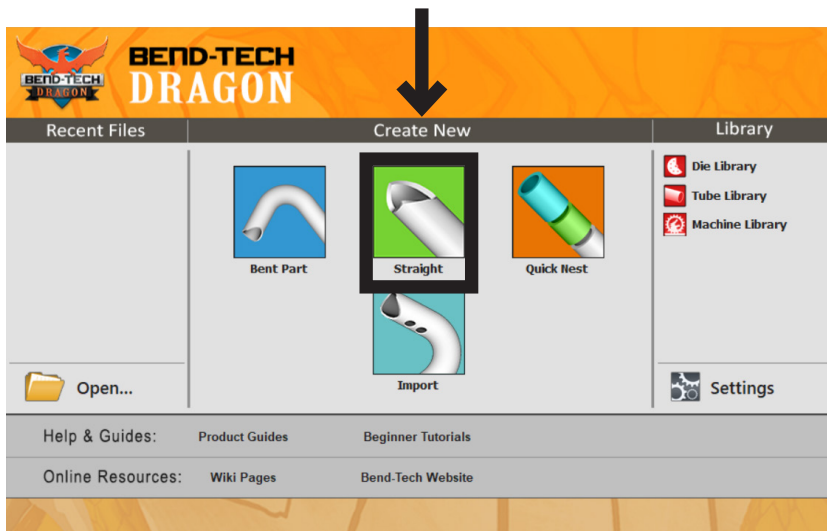 BEND-TECH
DRAGON
BEND-TECH
DRAGON
Recent Files
Create New
Library
Bent Part
Straight
Quick Nest
Import
Die Library
Tube Library
Machine Library
Open...
Settings
Help & Guides: Product Guides Beginner Tutorials
Online Resources: Wiki Pages Bend-Tech Website